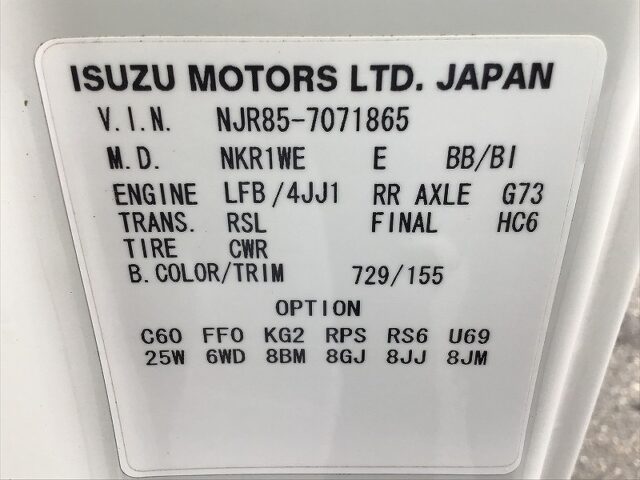 ISUZU MOTORS LTD. JAPAN
V.I.N. NJR85-7071865
M.D. NKR1WE E BB/BI
ENGINE LFB/4JJ1 RR AXLE G73
TRANS. RSL FINAL HC6
TIRE CWR
B.COLOR/TRIM 729/155
OPTION
C60 FF0 KG2 RPS RS6 U69
25W 6WD 8BM 8GJ 8JJ 8JM